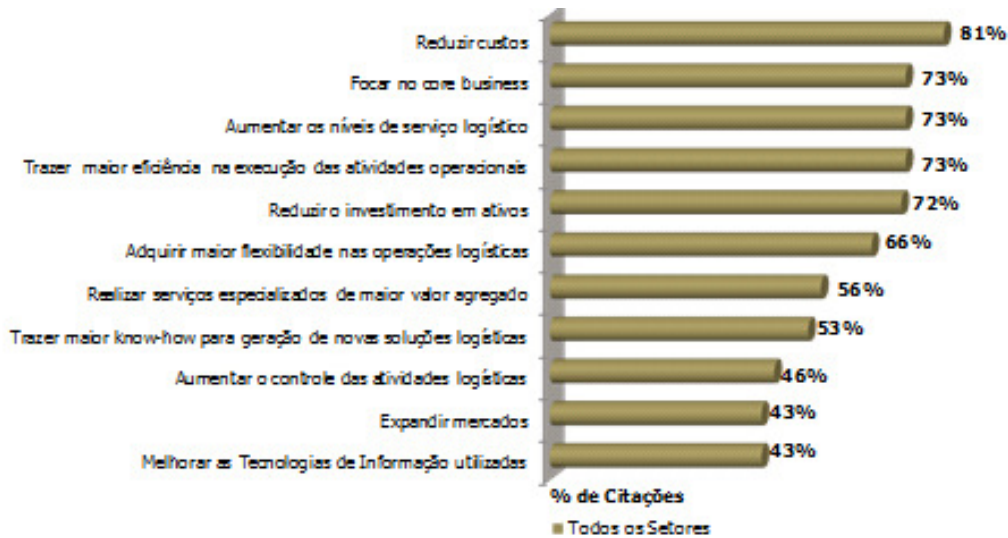 Reduzir custos 81%
Focar no core business 73%
Aumentar os níveis de serviço logístico 73%
Trazer maior eficiência na execução das atividades operacionais 73%
Reduzir o investimento em ativos 72%
Adquirir maior flexibilidade nas operações logísticas 66%
Realizar serviços especializados de maior valor agregado 56%
Trazer maior know-how para geração de novas soluções logísticas 53%
Aumentar o controle das atividades logísticas 46%
Expandir mercados 43%
Melhorar as Tecnologias de Informação utilizadas 43%
% de Citações
Todos os Setores